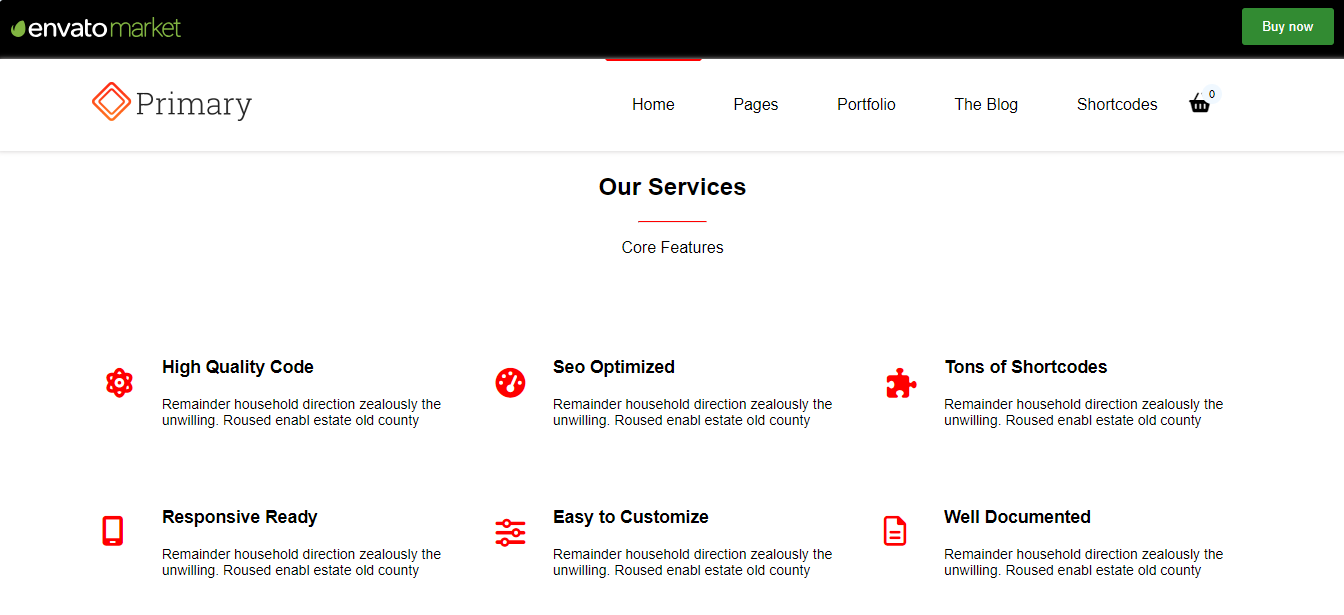 envatomarket
Buy now
Primary
Home Pages Portfolio The Blog Shortcodes 0
Our Services
Core Features
High Quality Code
Remainder household direction zealously the
unwilling. Roused enabl estate old county
Seo Optimized
Remainder household direction zealously the
unwilling. Roused enabl estate old county
Tons of Shortcodes
Remainder household direction zealously the
unwilling. Roused enabl estate old county
Responsive Ready
Remainder household direction zealously the
unwilling. Roused enabl estate old county
Easy to Customize
Remainder household direction zealously the
unwilling. Roused enabl estate old county
Well Documented
Remainder household direction zealously the
unwilling. Roused enabl estate old county